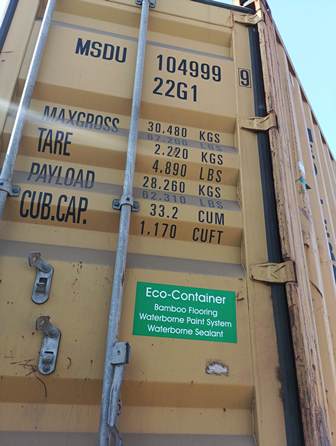 MSDU 104999 9
22G1
MAXGROSS 30.480 KGS
67.200 LBS
TARE 2.220 KGS
4.890 LBS
PAYLOAD 28.260 KGS
62.310 LBS
CUB.CAP. 33.2 CUM
1.170 CUFT
Eco-Container
Bamboo Flooring
Waterborne Paint System
Waterborne Sealant